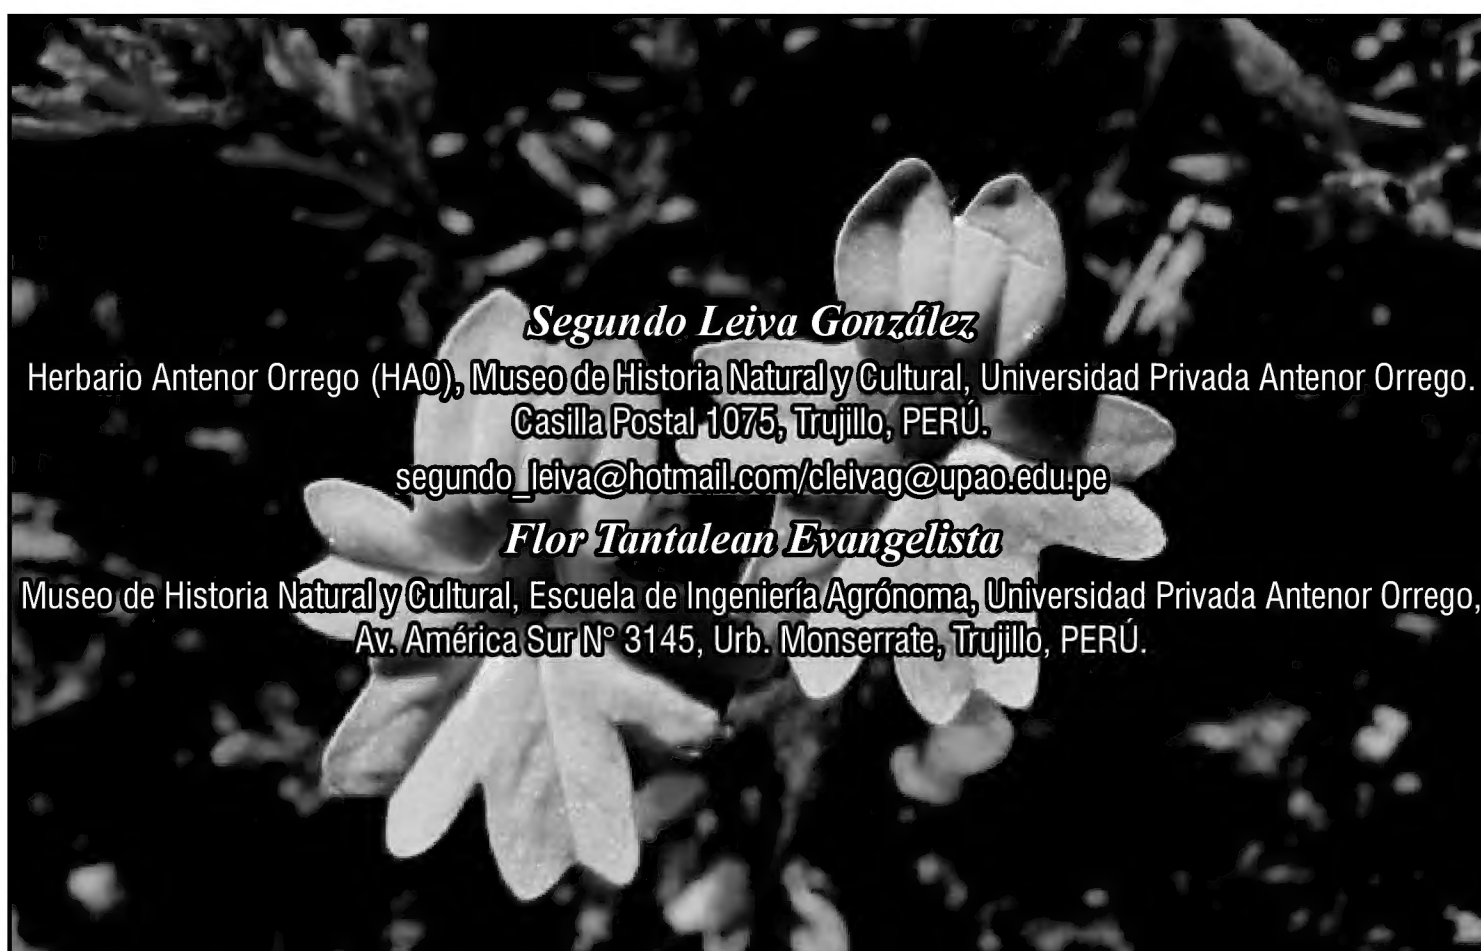 Segundo Leiva González
Herbario Antenor Orrego (HAO), Museo de Historia Natural y Cultural, Universidad Privada Antenor Orrego.
Casilla Postal 1075, Trujillo, PERÚ.
segundo_leiva@hotmail.com/cleivag@upao.edu.pe
Flor Tantalean Evangelista
Museo de Historia Natural y Cultural, Escuela de Ingeniería Agrónoma, Universidad Privada Antenor Orrego,
Av. América Sur N° 3145, Urb. Monserrate, Trujillo, PERÚ.